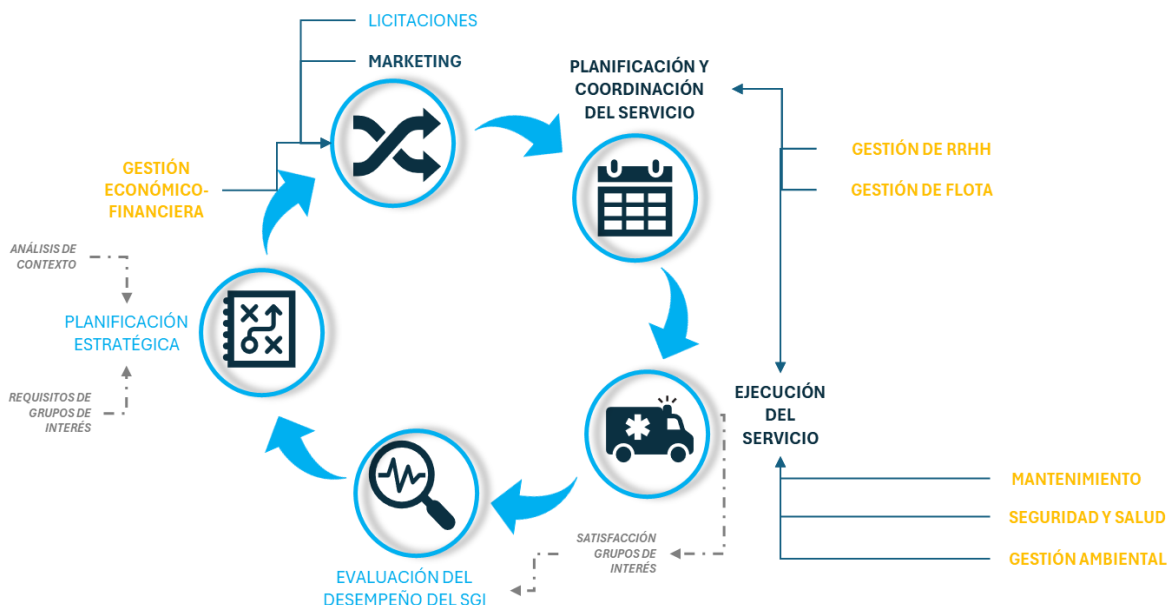 LICITACIONES
MARKETING
PLANIFICACIÓN Y
COORDINACIÓN
DEL SERVICIO
GESTIÓN
ECONÓMICO-
FINANCIERA
GESTIÓN DE RRHH
GESTIÓN DE FLOTA
ANÁLISIS DE
CONTEXTO
PLANIFICACIÓN
ESTRATÉGICA
REQUISITOS DE
GRUPOS DE
INTERÉS
EJECUCIÓN
DEL
SERVICIO
MANTENIMIENTO
SEGURIDAD Y SALUD
GESTIÓN AMBIENTAL
SATISFACCIÓN
GRUPOS DE
INTERÉS
EVALUACIÓN DEL
DESEMPEÑO DEL SGI